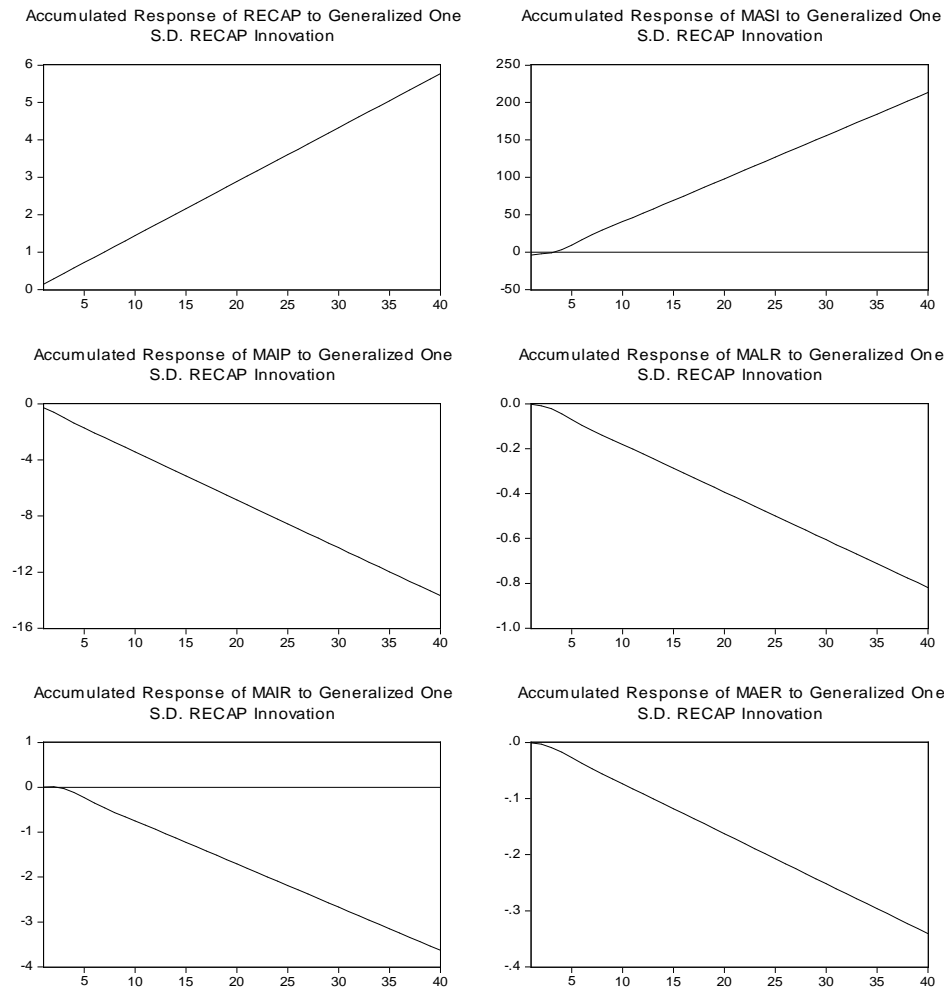 Accumulated Response of RECAP to Generalized One
S.D. RECAP Innovation
6
5
4
3
2
1
0
5 10 15 20 25 30 35 40
Accumulated Response of MASI to Generalized One
S.D. RECAP Innovation
250
200
150
100
50
0
-50
5 10 15 20 25 30 35 40
Accumulated Response of MAIP to Generalized One
S.D. RECAP Innovation
0
-4
-8
-12
-16
5 10 15 20 25 30 35 40
Accumulated Response of MALR to Generalized One
S.D. RECAP Innovation
0.0
-0.2
-0.4
-0.6
-0.8
-1.0
5 10 15 20 25 30 35 40
Accumulated Response of MAIR to Generalized One
S.D. RECAP Innovation
1
0
-1
-2
-3
-4
5 10 15 20 25 30 35 40
Accumulated Response of MAER to Generalized One
S.D. RECAP Innovation
.0
-.1
-.2
-.3
-.4
5 10 15 20 25 30 35 40